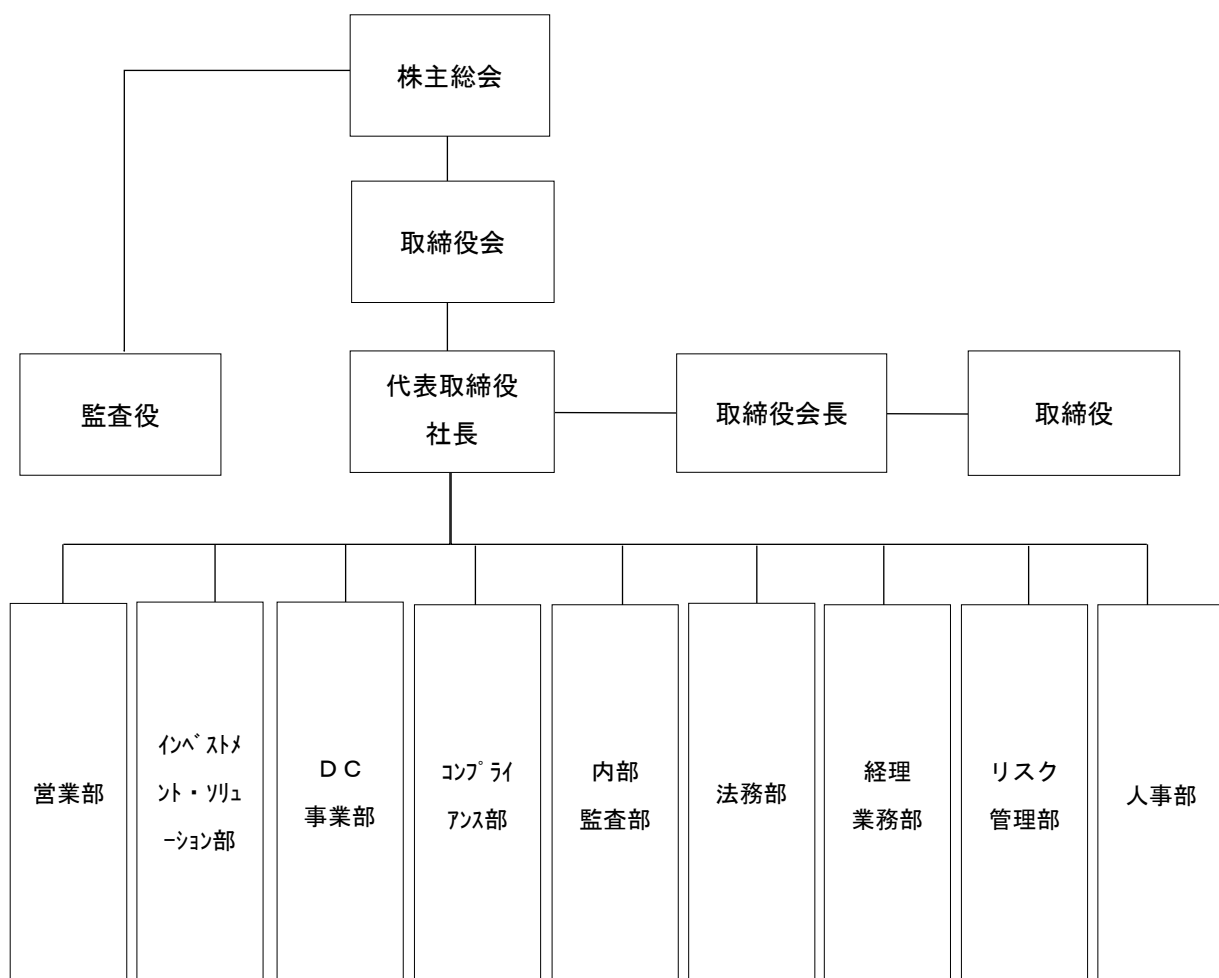 株主総会
取締役会
監査役
代表取締役
社長
取締役会長
取締役
営業部
ｲﾝﾍﾞｽﾄﾒ
ﾝﾄ・ｿﾘｭ
ｰｼｮﾝ部
ＤＣ
事業部
ｺﾝﾌﾟﾗｲ
ｱﾝｽ部
内部
監査部
法務部
経理
業務部
リスク
管理部
人事部